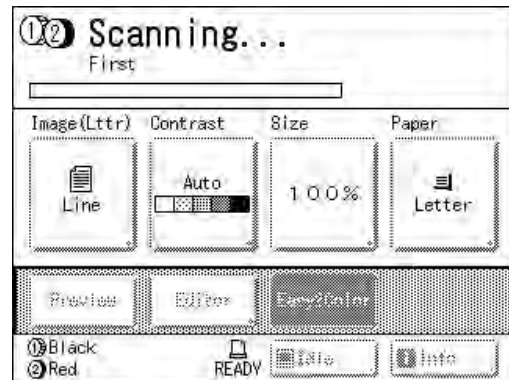 ①② Scanning...
First
Image(Lttr) Contrast Size Paper
Line Auto 100% Letter
Preview Editor Easy2Color
①Black
②Red READY Idle Info